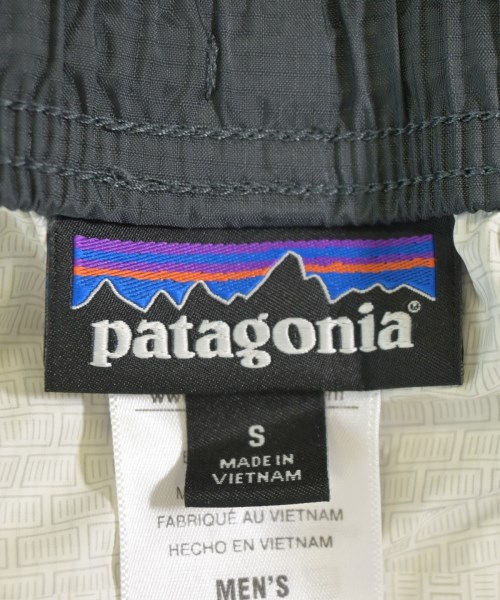 patagonia®
S
MADE IN
VIETNAM
FABRIQUÉ AU VIETNAM
HECHO EN VIETNAM
MEN'S